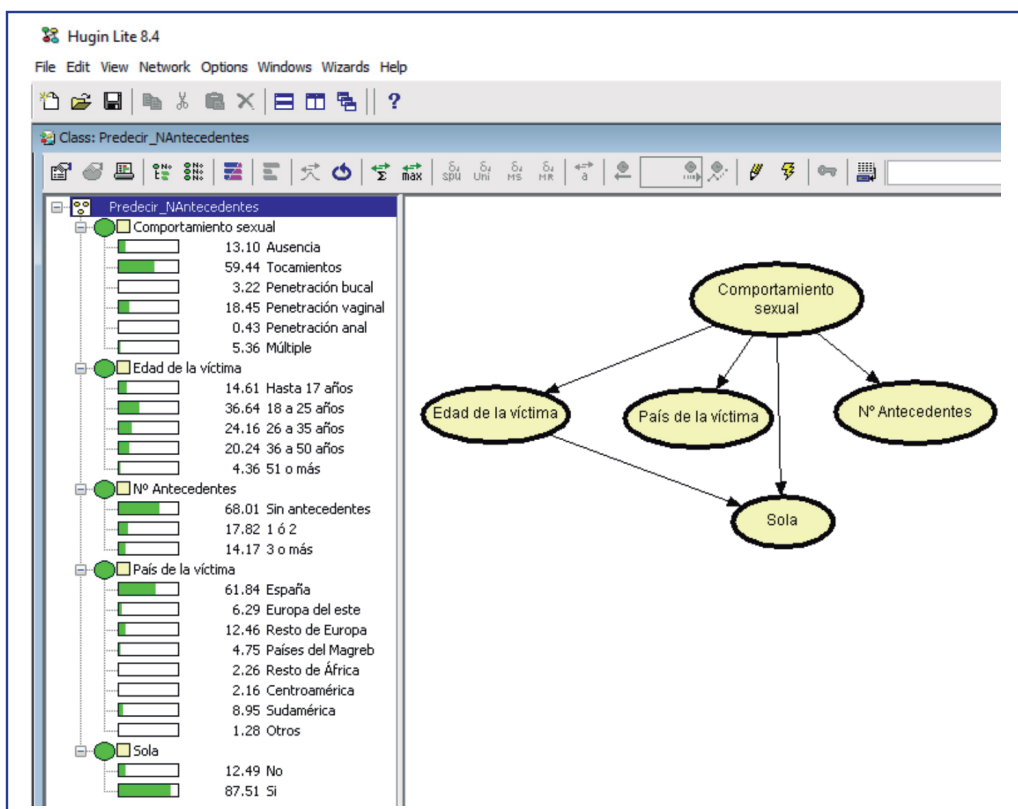 Hugin Lite 8.4
File Edit View Network Options Windows Wizards Help
?
Class: Predecir_NAntecedentes
Σ max
Predecir_NAntecedentes
Comportamiento sexual
13.10 Ausencia
59.44 Tocamientos
3.22 Penetración bucal
18.45 Penetración vaginal
0.43 Penetración anal
5.36 Múltiple
Edad de la víctima
14.61 Hasta 17 años
36.64 18 a 25 años
24.16 26 a 35 años
20.24 36 a 50 años
4.36 51 o más
Nº Antecedentes
68.01 Sin antecedentes
17.82 1 ó 2
14.17 3 o más
País de la víctima
61.84 España
6.29 Europa del este
12.46 Resto de Europa
4.75 Países del Magreb
2.26 Resto de África
2.16 Centroamérica
8.95 Sudamérica
1.28 Otros
Sola
12.49 No
87.51 Si
Comportamiento
sexual
Edad de la víctima
País de la víctima
Nº Antecedentes
Sola